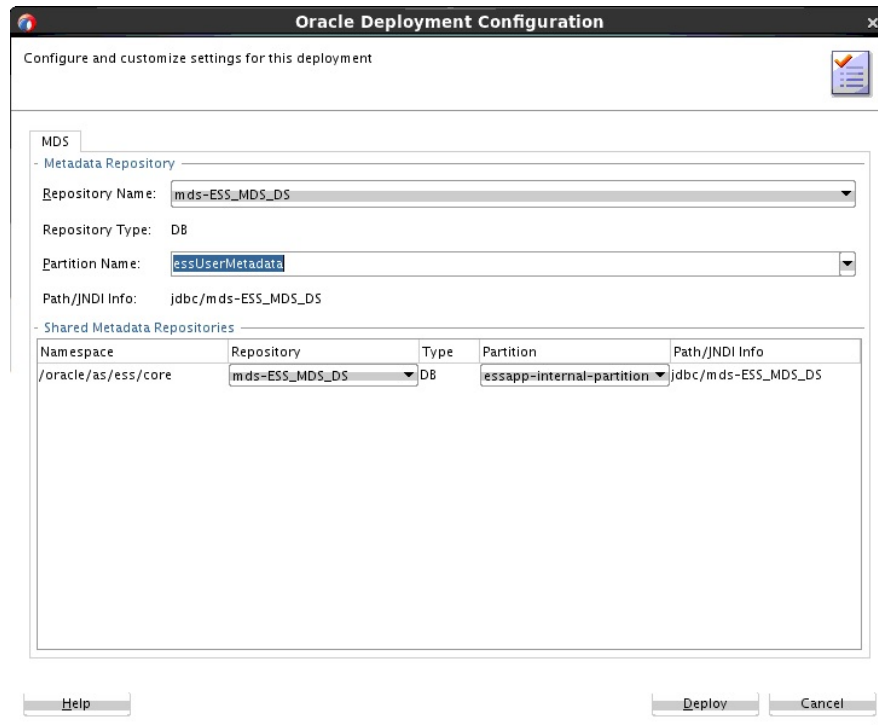 Oracle Deployment Configuration
Configure and customize settings for this deployment
MDS
Metadata Repository
Repository Name: mds-ESS_MDS_DS
Repository Type: DB
Partition Name: essUserMetadata
Path/JNDI Info: jdbc/mds-ESS_MDS_DS
Shared Metadata Repositories
Namespace Repository Type Partition Path/JNDI Info
/oracle/as/ess/core mds-ESS_MDS_DS DB essapp-internal-partition jdbc/mds-ESS_MDS_DS
Help Deploy Cancel